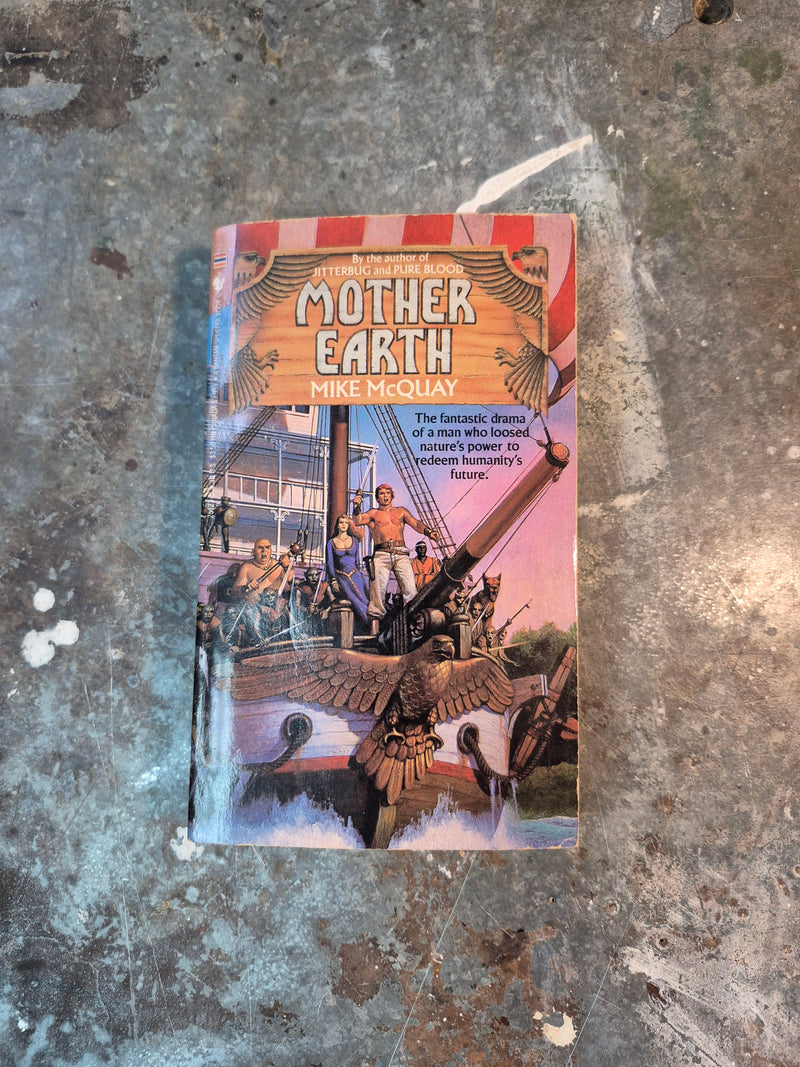 By the author of
JITTERBUG and PURE BLOOD
MOTHER
EARTH
MIKE McQUAY
The fantastic drama
of a man who loosed
nature's power to
redeem humanity's
future.